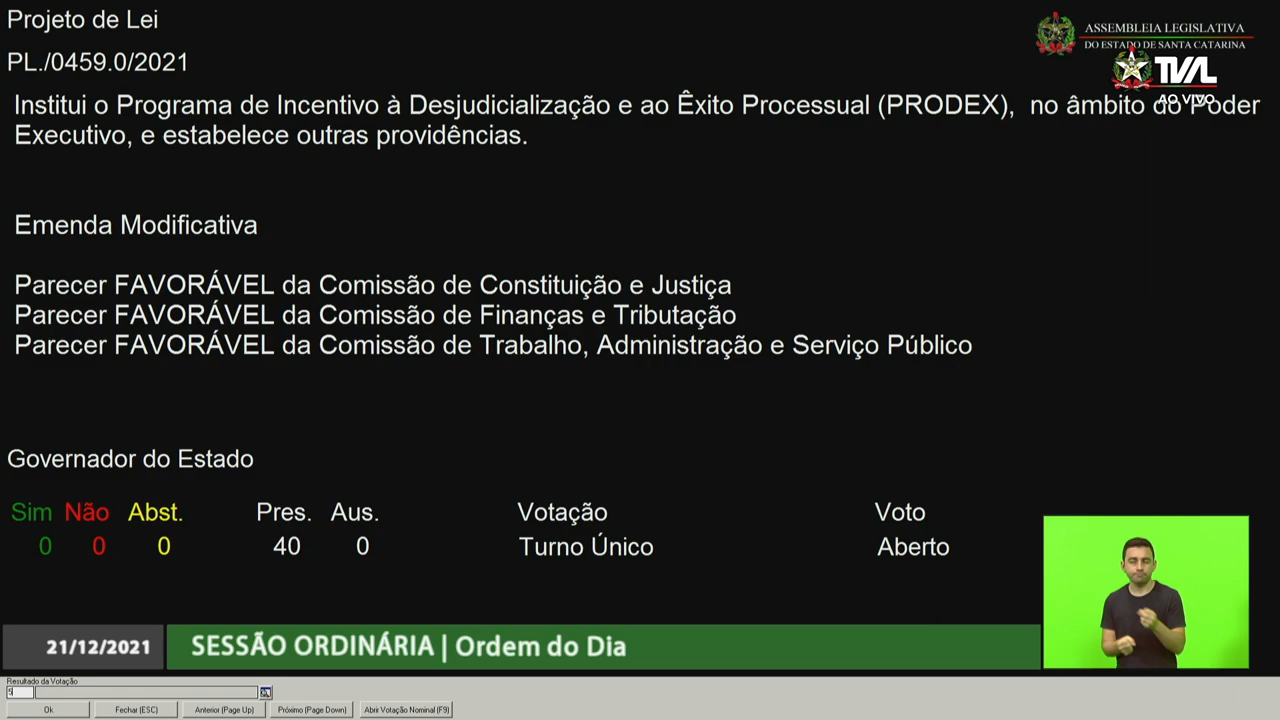 Projeto de Lei
ASSEMBLEIA LEGISLATIVA
DO ESTADO DE SANTA CATARINA
PL./0459.0/2021
TVAL
AO VIVO
Institui o Programa de Incentivo à Desjudicialização e ao Êxito Processual (PRODEX), no âmbito do Poder
Executivo, e estabelece outras providências.
Emenda Modificativa
Parecer FAVORÁVEL da Comissão de Constituição e Justiça
Parecer FAVORÁVEL da Comissão de Finanças e Tributação
Parecer FAVORÁVEL da Comissão de Trabalho, Administração e Serviço Público
Governador do Estado
Sim Não Abst. Pres. Aus. Votação Voto
0 0 0 40 0 Turno Único Aberto
21/12/2021 SESSÃO ORDINÁRIA | Ordem do Dia
Resultado da Votação
Ok Fechar (ESC) Anterior (Page Up) Próximo (Page Down) Abrir Votação Nominal (F9)